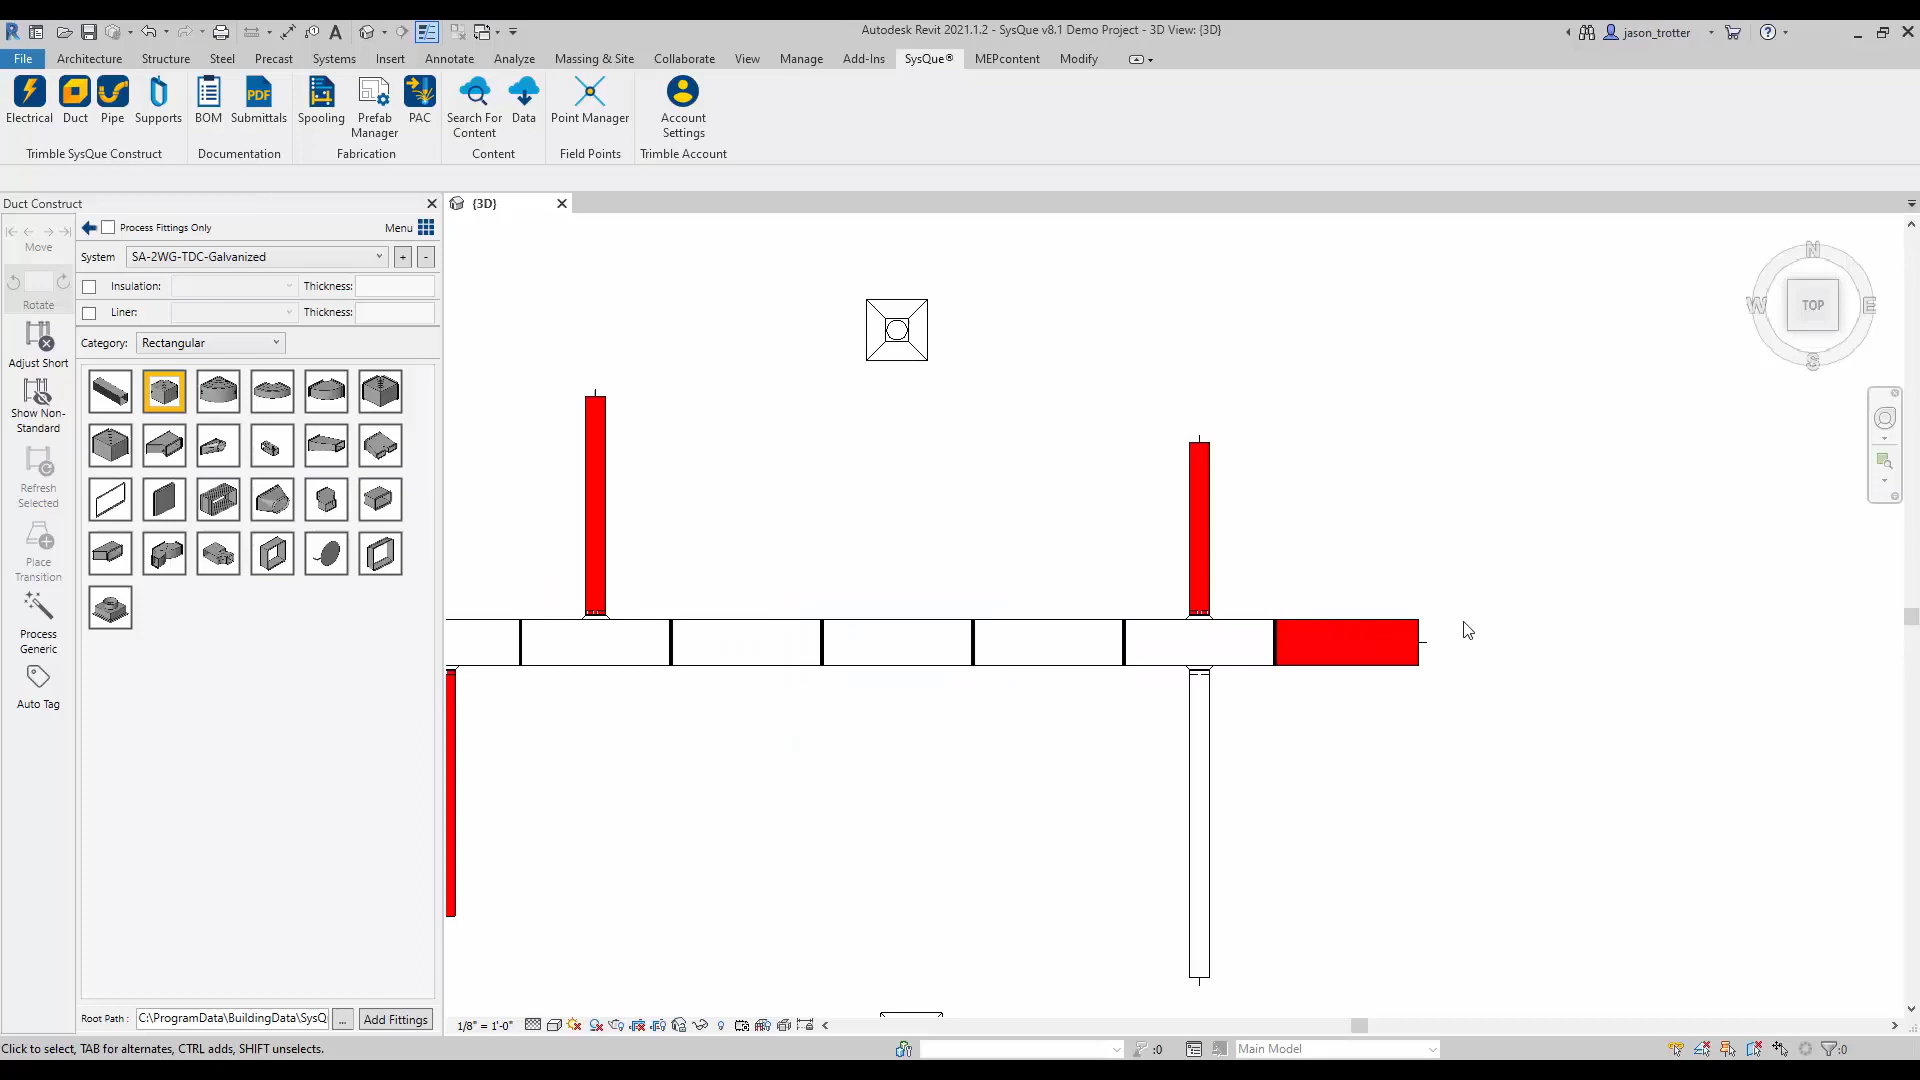 Autodesk Revit 2021.1.2 - SysQue v8.1 Demo Project - 3D View: {3D}
jason_trotter
File Architecture Structure Steel Precast Systems Insert Annotate Analyze Massing & Site Collaborate View Manage Add-Ins SysQue® MEPcontent Modify
PDF
Electrical Duct Pipe Supports BOM Submittals Spooling Prefab Manager PAC Search For Content Data Point Manager Account Settings
Trimble SysQue Construct Documentation Fabrication Content Field Points Trimble Account
Duct Construct
{3D}
Process Fittings Only
Menu
Move
System SA-2WG-TDC-Galvanized + -
Insulation: Thickness:
Rotate
Liner: Thickness:
Category: Rectangular
Adjust Short
Show Non-
Standard
Refresh
Selected
Place
Transition
Process
Generic
Auto Tag
N
W TOP E
S
Root Path : C:\ProgramData\BuildingData\SysQ ... Add Fittings
1/8" = 1'-0"
Click to select, TAB for alternates, CTRL adds, SHIFT unselects.
:0
Main Model
:0